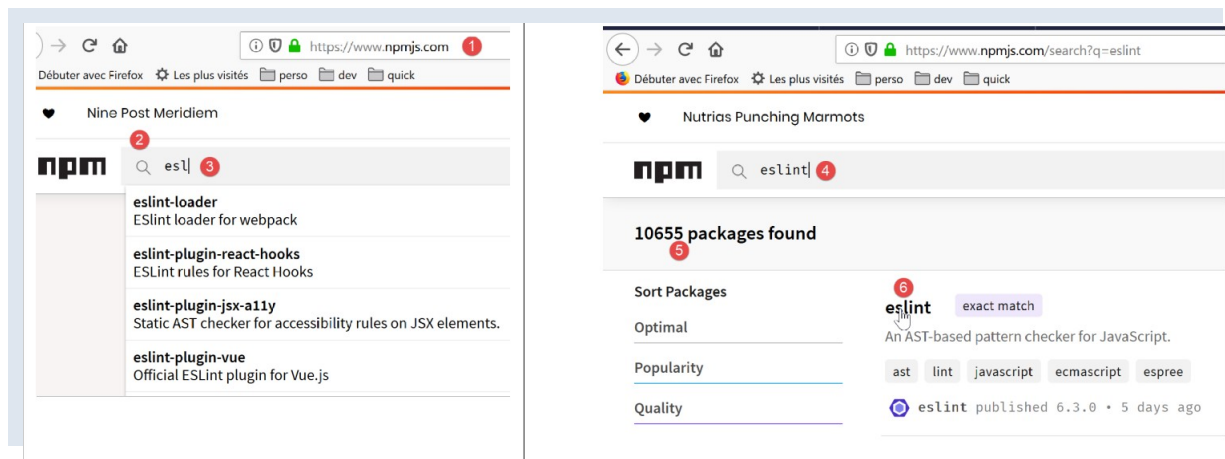 https://www.npmjs.com 1
Débuter avec Firefox Les plus visités perso dev quick
Nine Post Meridiem
2
npm esl 3
eslint-loader
ESlint loader for webpack
eslint-plugin-react-hooks
ESLint rules for React Hooks
eslint-plugin-jsx-a11y
Static AST checker for accessibility rules on JSX elements.
eslint-plugin-vue
Official ESLint plugin for Vue.js
https://www.npmjs.com/search?q=eslint
Débuter avec Firefox Les plus visités perso dev quick
Nutrias Punching Marmots
npm eslint 4
10655 packages found
5
Sort Packages
Optimal
Popularity
Quality
6
eslint exact match
An AST-based pattern checker for JavaScript.
ast lint javascript ecmascript espree
eslint published 6.3.0 • 5 days ago